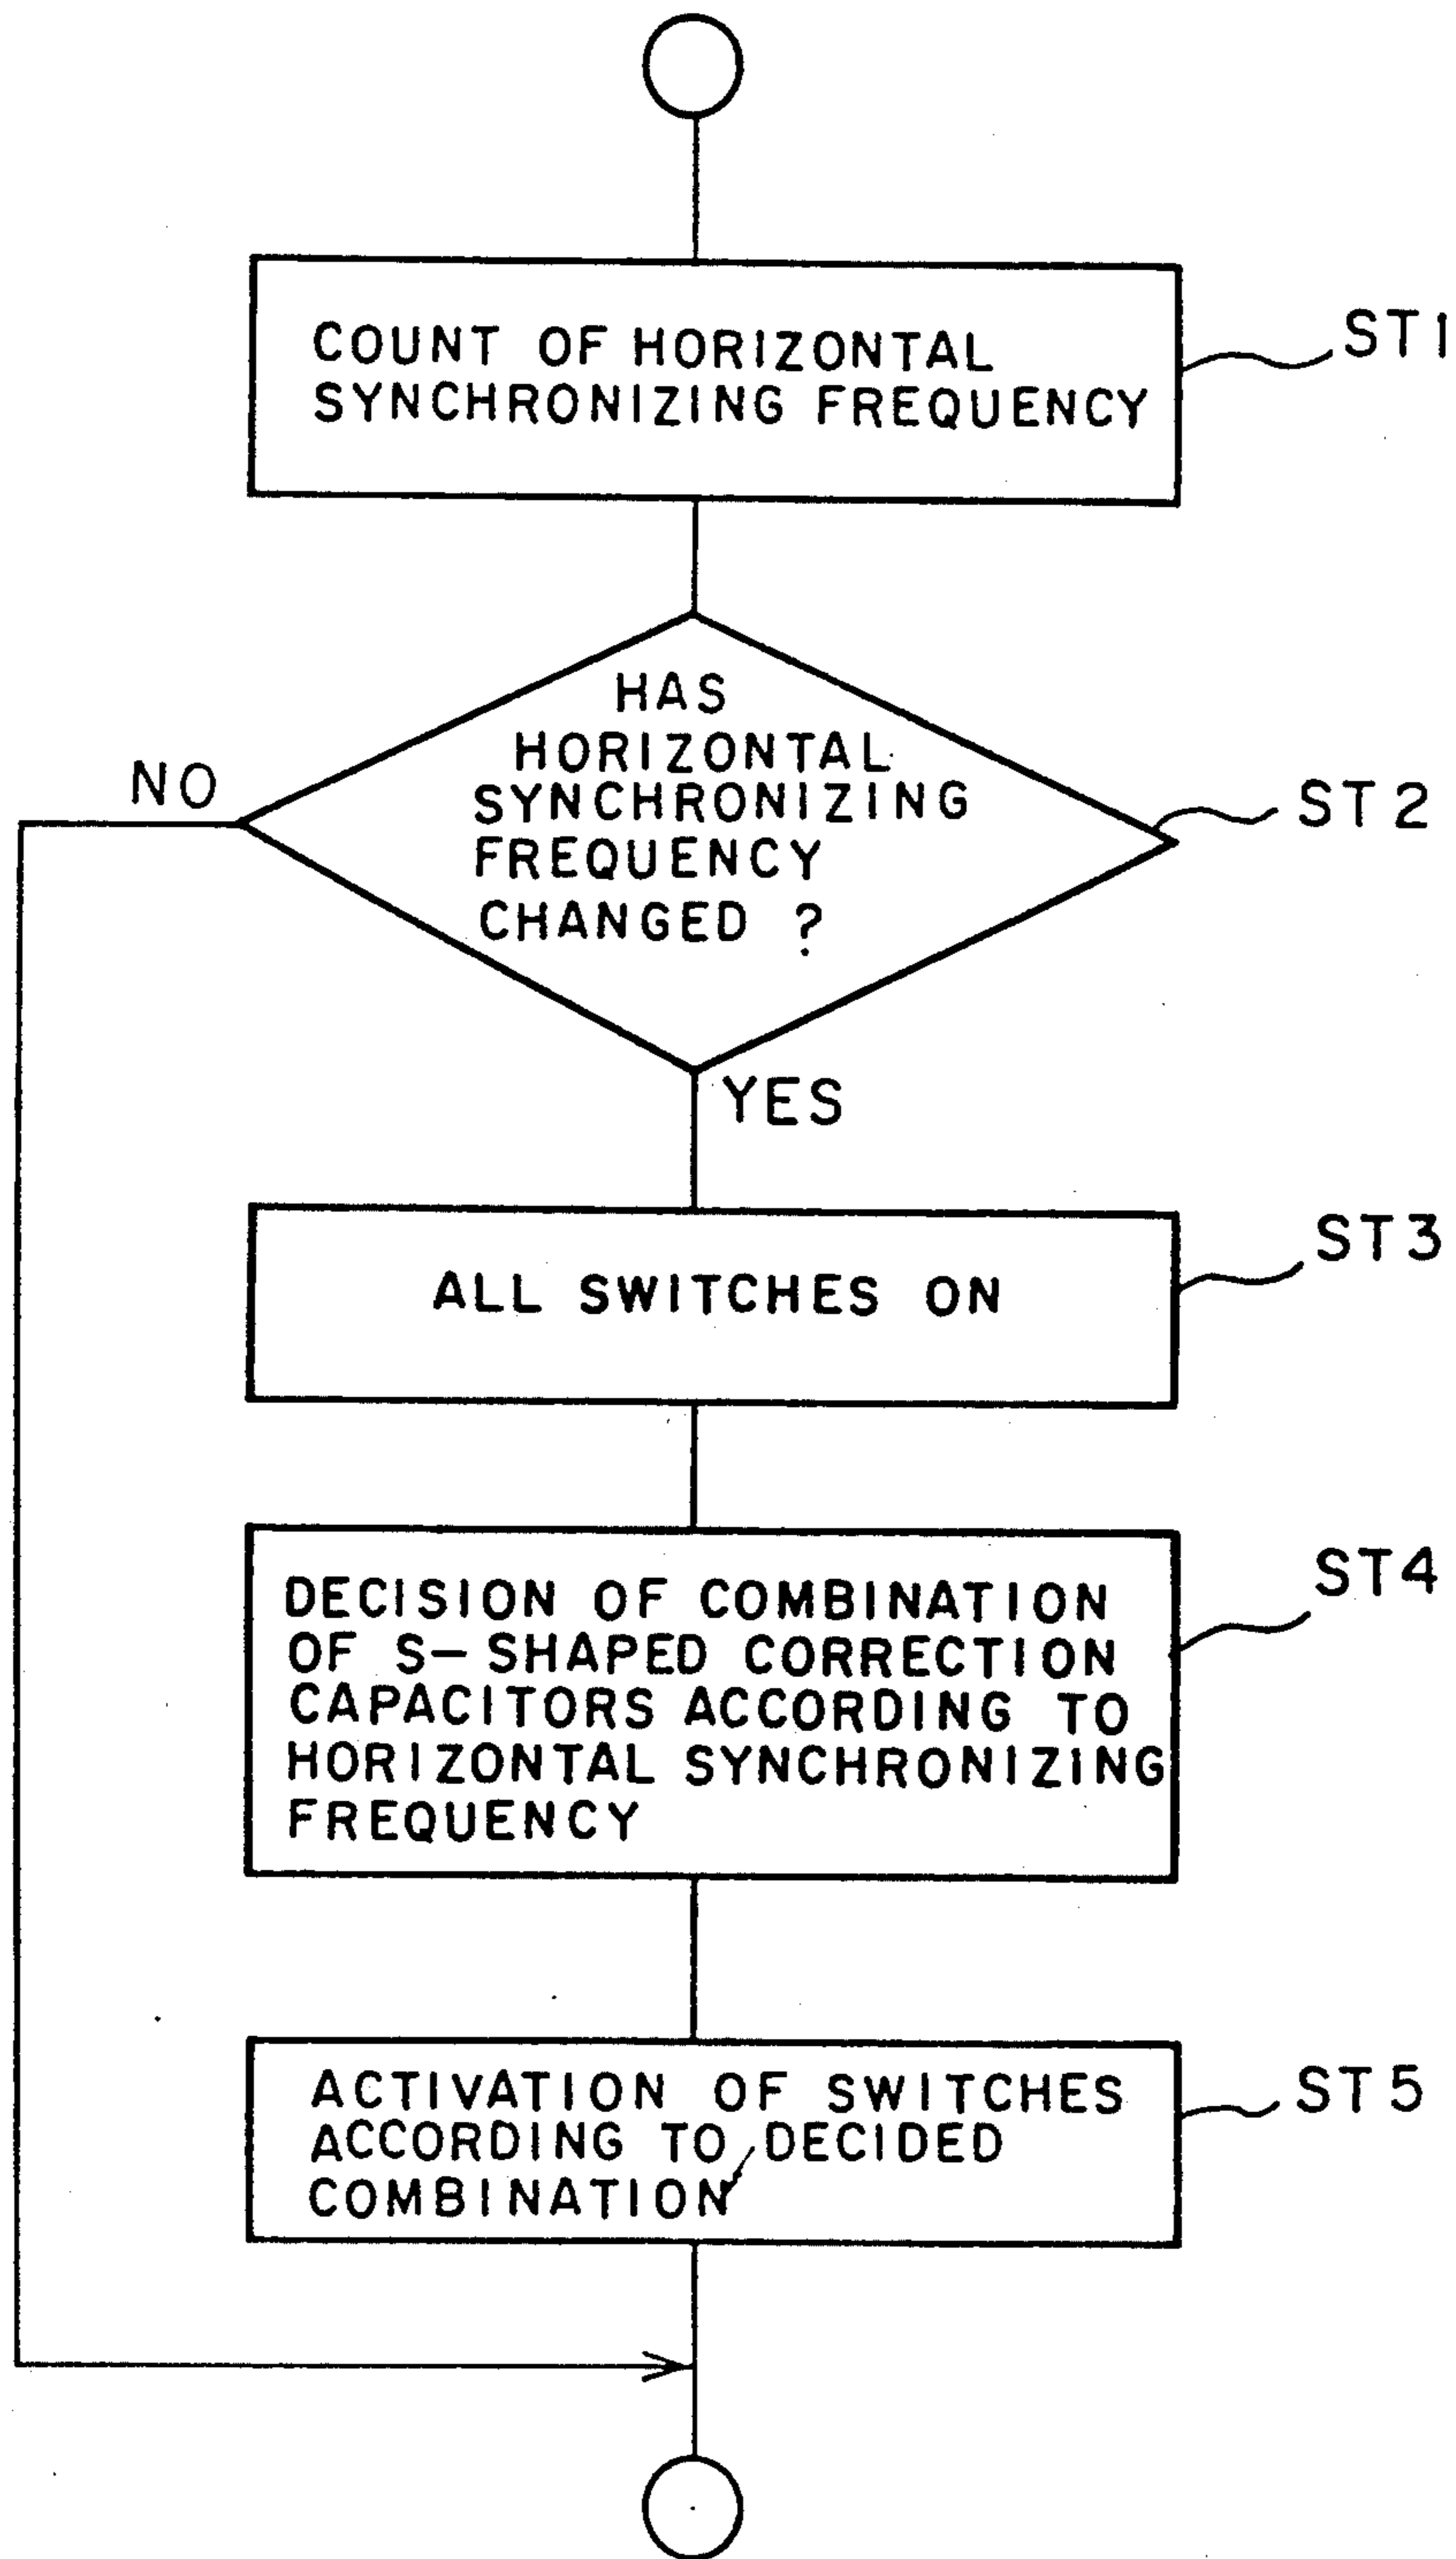 COUNT OF HORIZONTAL
SYNCHRONIZING FREQUENCY
ST1
HAS
HORIZONTAL
SYNCHRONIZING
FREQUENCY
CHANGED ?
NO
ST2
YES
ALL SWITCHES ON
ST3
DECISION OF COMBINATION
OF S-SHAPED CORRECTION
CAPACITORS ACCORDING TO
HORIZONTAL SYNCHRONIZING
FREQUENCY
ST4
ACTIVATION OF SWITCHES
ACCORDING TO DECIDED
COMBINATION
ST5